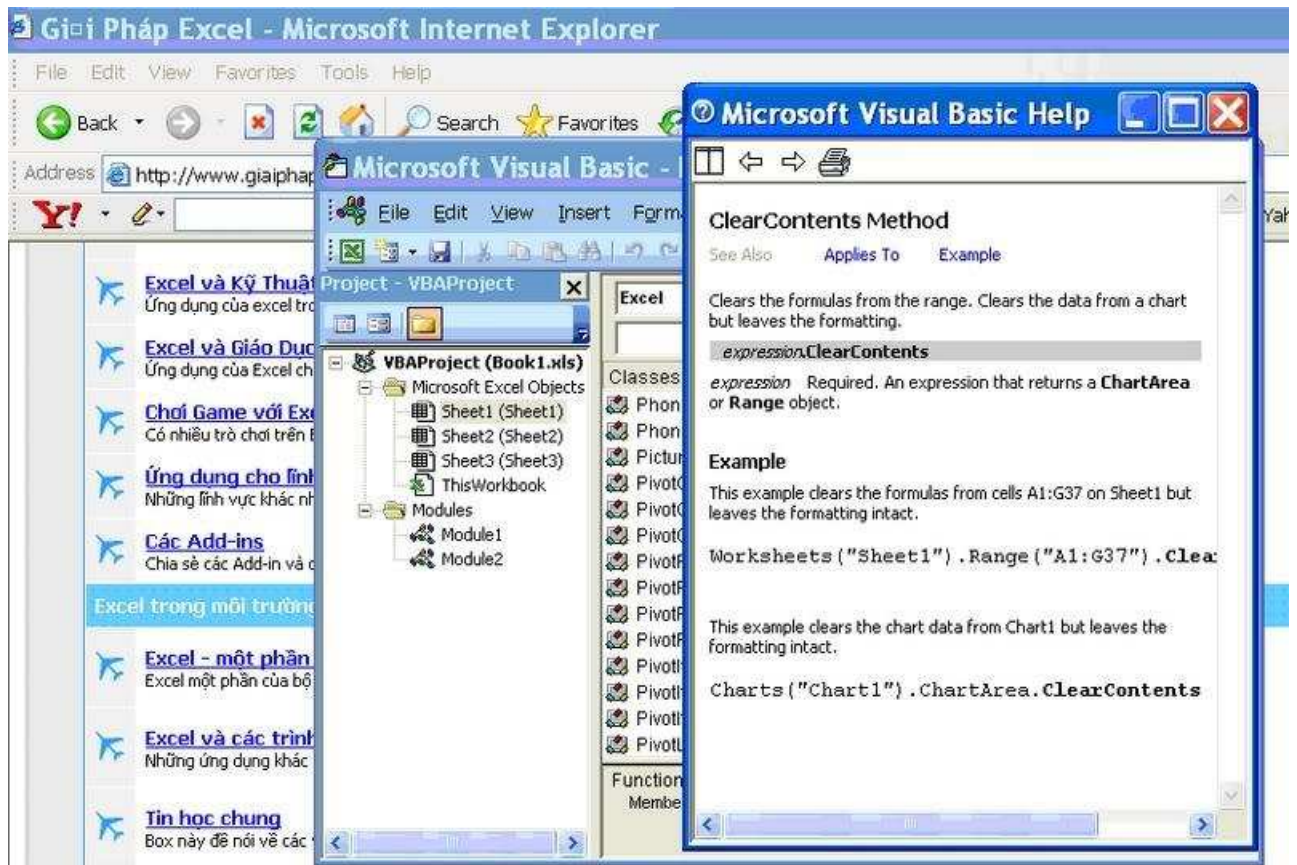 Gi¤i Pháp Excel - Microsoft Internet Explorer
File Edit View Favorites Tools Help
Back Search Favorites
Address http://www.giaiphap
Y!
Excel và Kỹ Thuật
Ứng dụng của excel tro
Excel và Giáo Dục
Ứng dụng của Excel ch
Chơi Game với Exc
Có nhiều trò chơi trên E
Ứng dụng cho lĩnh
Những lĩnh vực khác nh
Các Add-ins
Chia sẻ các Add-in và c
Excel trong môi trường
Excel - một phần
Excel một phần của bộ
Excel và các trình
Những ứng dụng khác
Tin học chung
Box này để nói về các
Microsoft Visual Basic -
File Edit View Insert Forma
Project - VBAProject
VBAProject (Book1.xls)
Microsoft Excel Objects
Sheet1 (Sheet1)
Sheet2 (Sheet2)
Sheet3 (Sheet3)
ThisWorkbook
Modules
Module1
Module2
Excel
Classes
Phon
Phon
Pictur
Pivot
Pivot
Pivot
Pivot
Pivot
Pivot
Pivot
PivotI
PivotI
PivotI
PivotL
Function
Membe
Microsoft Visual Basic Help
ClearContents Method
See Also Applies To Example
Clears the formulas from the range. Clears the data from a chart
but leaves the formatting.
expression.ClearContents
expression Required. An expression that returns a ChartArea
or Range object.
Example
This example clears the formulas from cells A1:G37 on Sheet1 but
leaves the formatting intact.
Worksheets("Sheet1").Range("A1:G37").Clea
This example clears the chart data from Chart1 but leaves the
formatting intact.
Charts("Chart1").ChartArea.ClearContents
Yah